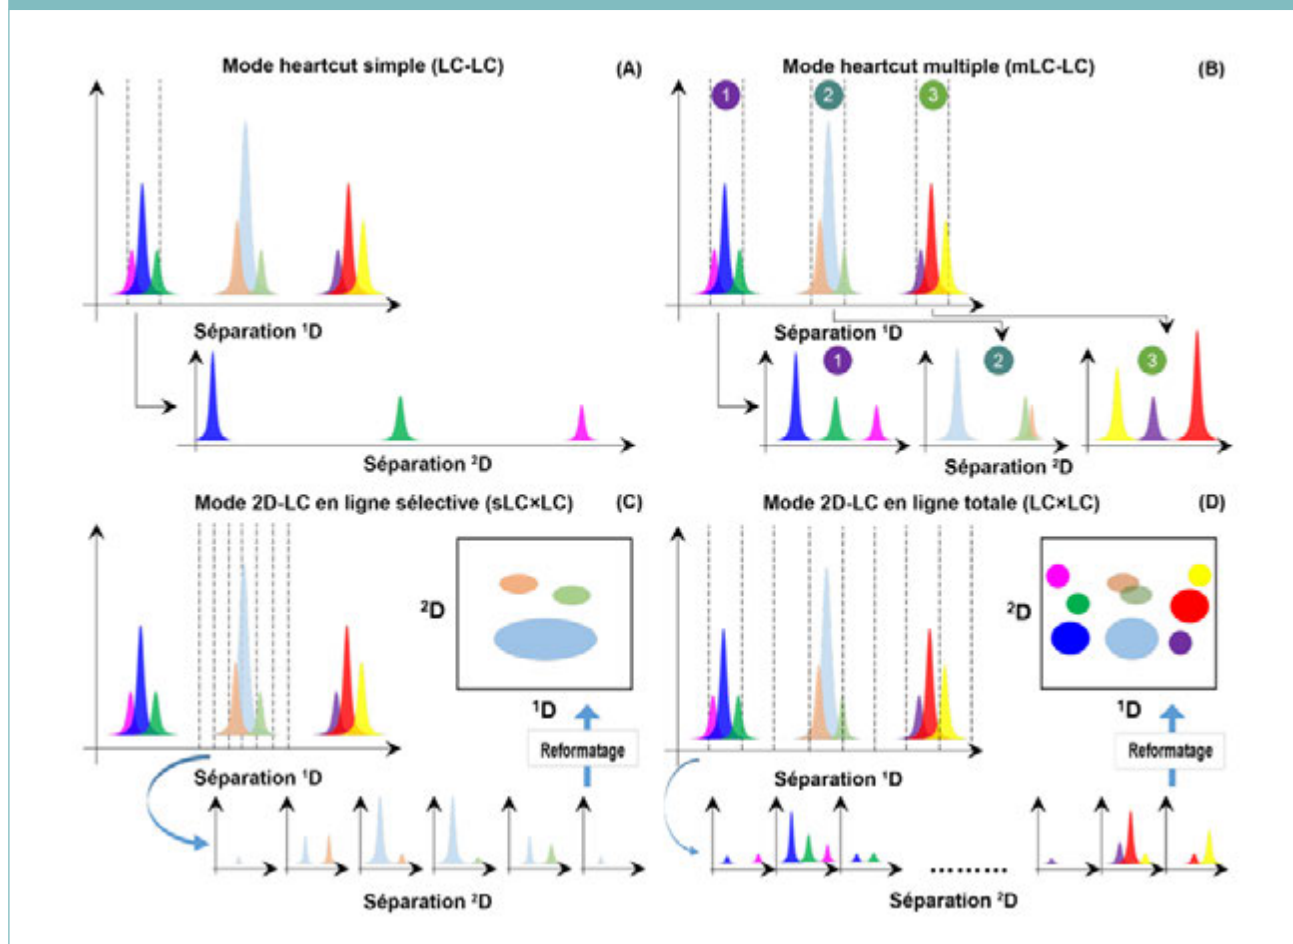 Mode heartcut simple (LC-LC)
(A)
Séparation ¹D
Séparation ²D
Mode heartcut multiple (mLC-LC)
(B)
1
2
3
Séparation ¹D
1
2
3
Séparation ²D
Mode 2D-LC en ligne sélective (sLC×LC)
(C)
²D
¹D
Reformatage
Séparation ¹D
Séparation ²D
Mode 2D-LC en ligne totale (LC×LC)
(D)
²D
¹D
Reformatage
Séparation ¹D
Séparation ²D